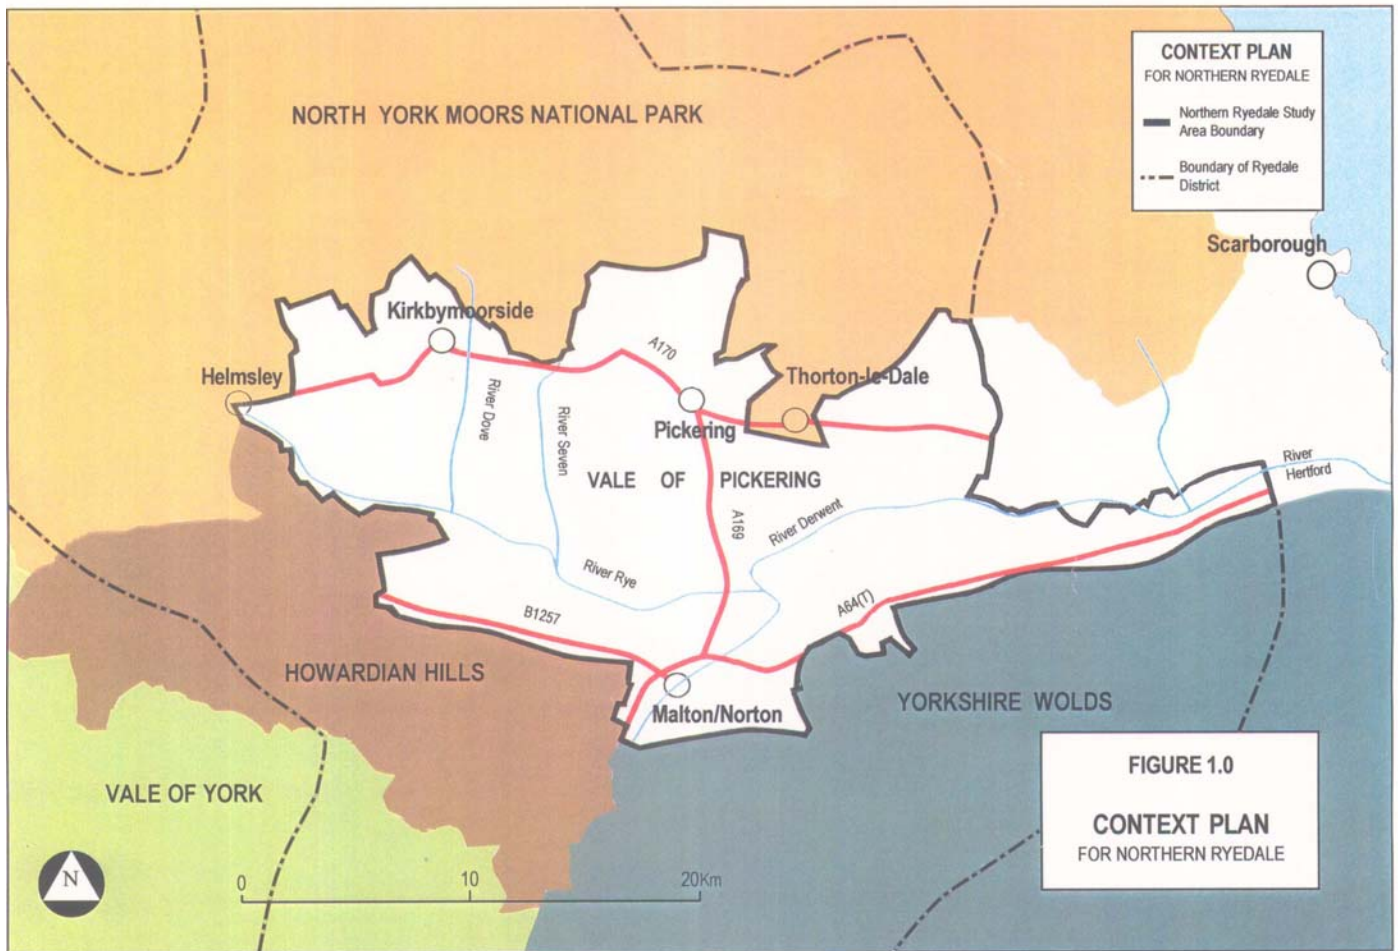 CONTEXT PLAN
FOR NORTHERN RYEDALE
Northern Ryedale Study
Area Boundary
Boundary of Ryedale
District
NORTH YORK MOORS NATIONAL PARK
Scarborough
Kirkbymoorside
A170
Helmsley
Thorton-le-Dale
River Dove
River Seven
Pickering
River
Hertford
VALE OF PICKERING
A169
River Derwent
River Rye
B1257
A64(T)
HOWARDIAN HILLS
YORKSHIRE WOLDS
Malton/Norton
VALE OF YORK
FIGURE 1.0
CONTEXT PLAN
FOR NORTHERN RYEDALE
N
0 10 20Km